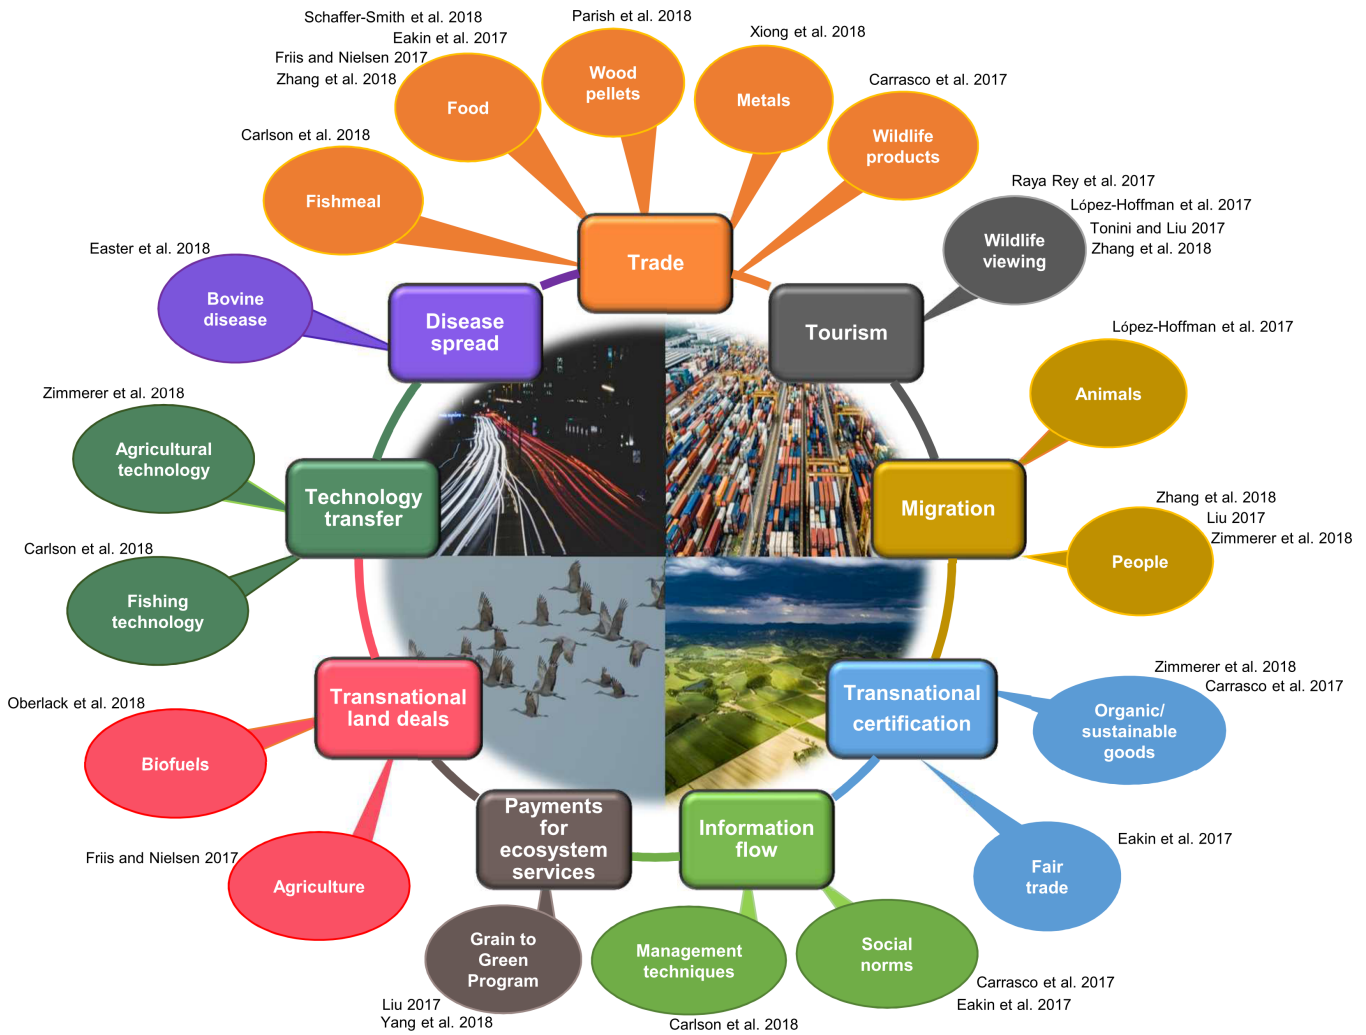 Schaffer-Smith et al. 2018
Eakin et al. 2017
Friis and Nielsen 2017
Zhang et al. 2018
Food
Parish et al. 2018
Wood
pellets
Xiong et al. 2018
Metals
Carrasco et al. 2017
Wildlife
products
Carlson et al. 2018
Fishmeal
Trade
Raya Rey et al. 2017
López-Hoffman et al. 2017
Tonini and Liu 2017
Zhang et al. 2018
Wildlife
viewing
Tourism
Easter et al. 2018
Bovine
disease
Disease
spread
López-Hoffman et al. 2017
Animals
Migration
Zhang et al. 2018
Liu 2017
Zimmerer et al. 2018
People
Zimmerer et al. 2018
Agricultural
technology
Technology
transfer
Carlson et al. 2018
Fishing
technology
Zimmerer et al. 2018
Carrasco et al. 2017
Organic/
sustainable
goods
Transnational
certification
Eakin et al. 2017
Fair
trade
Oberlack et al. 2018
Biofuels
Transnational
land deals
Friis and Nielsen 2017
Agriculture
Payments
for
ecosystem
services
Grain to
Green
Program
Liu 2017
Yang et al. 2018
Information
flow
Management
techniques
Carlson et al. 2018
Social
norms
Carrasco et al. 2017
Eakin et al. 2017